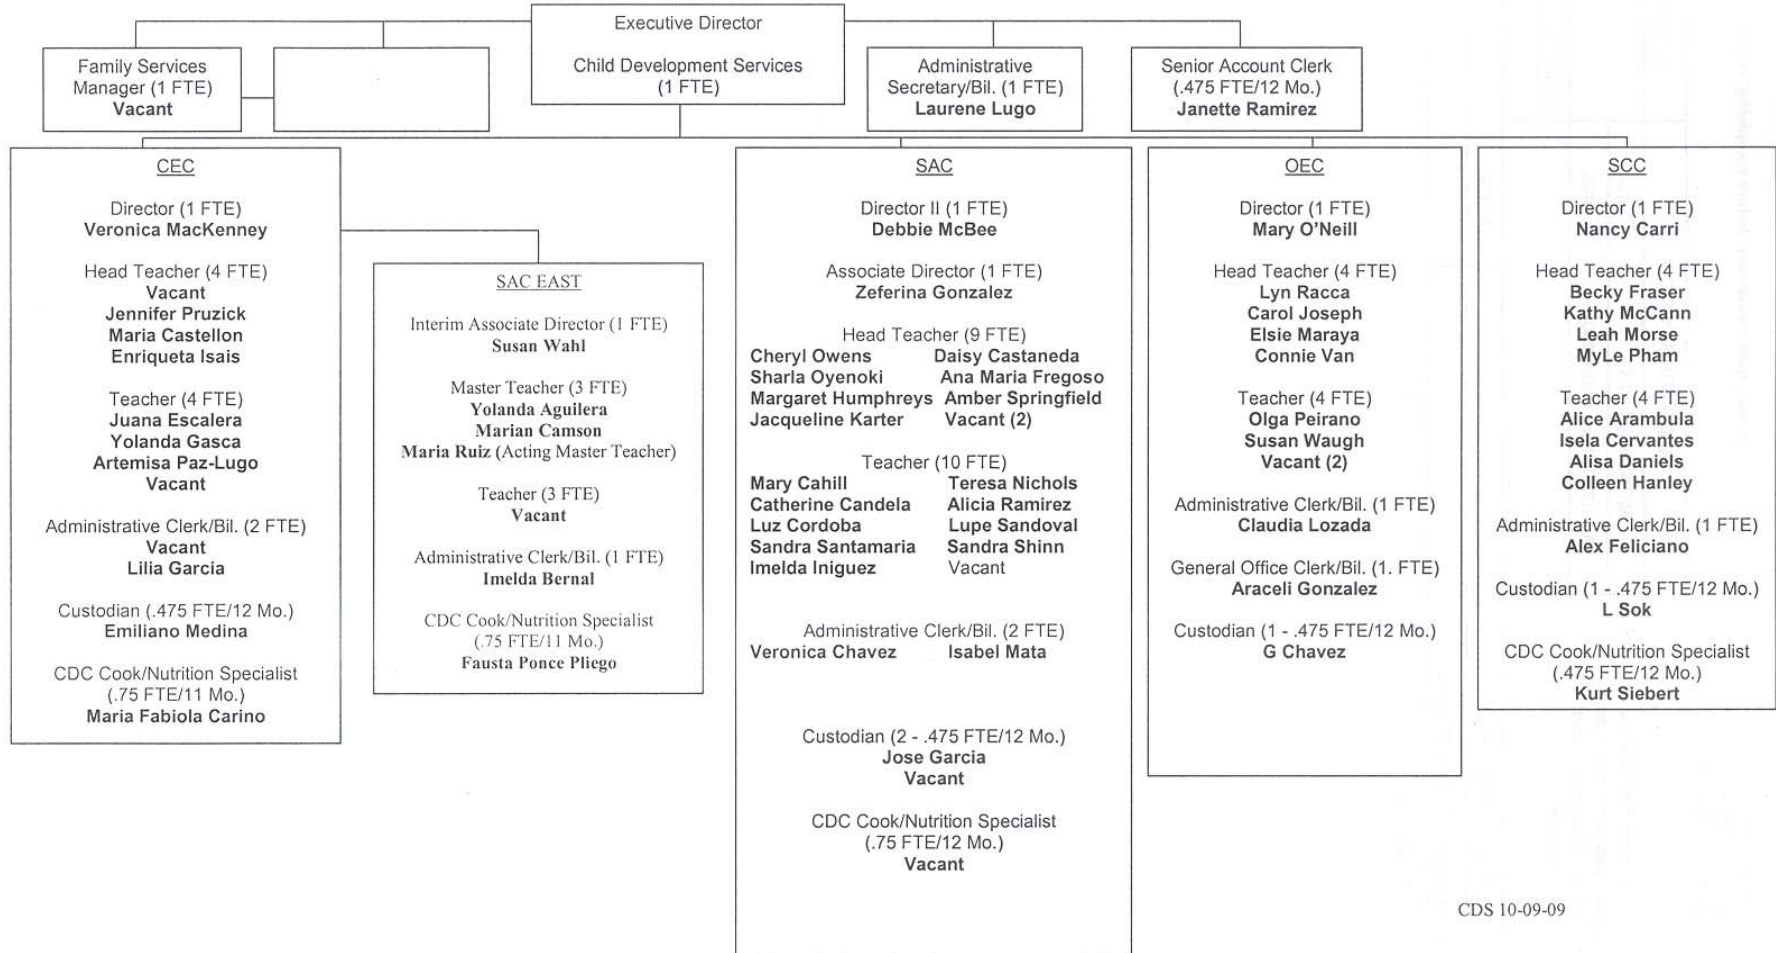 Executive Director
Child Development Services
(1 FTE)
Family Services
Manager (1 FTE)
Vacant
Administrative
Secretary/Bil. (1 FTE)
Laurene Lugo
Senior Account Clerk
(.475 FTE/12 Mo.)
Janette Ramirez
CEC
Director (1 FTE)
Veronica MacKenney
Head Teacher (4 FTE)
Vacant
Jennifer Pruzick
Maria Castellon
Enriqueta Isais
Teacher (4 FTE)
Juana Escalera
Yolanda Gasca
Artemisa Paz-Lugo
Vacant
Administrative Clerk/Bil. (2 FTE)
Vacant
Lilia Garcia
Custodian (.475 FTE/12 Mo.)
Emiliano Medina
CDC Cook/Nutrition Specialist
(.75 FTE/11 Mo.)
Maria Fabiola Carino
SAC EAST
Interim Associate Director (1 FTE)
Susan Wahl
Master Teacher (3 FTE)
Yolanda Aguilera
Marian Camson
Maria Ruiz (Acting Master Teacher)
Teacher (3 FTE)
Vacant
Administrative Clerk/Bil. (1 FTE)
Imelda Bernal
CDC Cook/Nutrition Specialist
(.75 FTE/11 Mo.)
Fausta Ponce Pliego
SAC
Director II (1 FTE)
Debbie McBee
Associate Director (1 FTE)
Zeferina Gonzalez
Head Teacher (9 FTE)
Cheryl Owens Daisy Castaneda
Sharla Oyenoki Ana Maria Fregoso
Margaret Humphreys Amber Springfield
Jacqueline Karter Vacant (2)
Teacher (10 FTE)
Mary Cahill Teresa Nichols
Catherine Candela Alicia Ramirez
Luz Cordoba Lupe Sandoval
Sandra Santamaria Sandra Shinn
Imelda Iniguez Vacant
Administrative Clerk/Bil. (2 FTE)
Veronica Chavez Isabel Mata
Custodian (2 - .475 FTE/12 Mo.)
Jose Garcia
Vacant
CDC Cook/Nutrition Specialist
(.75 FTE/12 Mo.)
Vacant
OEC
Director (1 FTE)
Mary O'Neill
Head Teacher (4 FTE)
Lyn Racca
Carol Joseph
Elsie Maraya
Connie Van
Teacher (4 FTE)
Olga Peirano
Susan Waugh
Vacant (2)
Administrative Clerk/Bil. (1 FTE)
Claudia Lozada
General Office Clerk/Bil. (1. FTE)
Araceli Gonzalez
Custodian (1 - .475 FTE/12 Mo.)
G Chavez
SCC
Director (1 FTE)
Nancy Carri
Head Teacher (4 FTE)
Becky Fraser
Kathy McCann
Leah Morse
MyLe Pham
Teacher (4 FTE)
Alice Arambula
Isela Cervantes
Alisa Daniels
Colleen Hanley
Administrative Clerk/Bil. (1 FTE)
Alex Feliciano
Custodian (1 - .475 FTE/12 Mo.)
L Sok
CDC Cook/Nutrition Specialist
(.475 FTE/12 Mo.)
Kurt Siebert
CDS 10-09-09